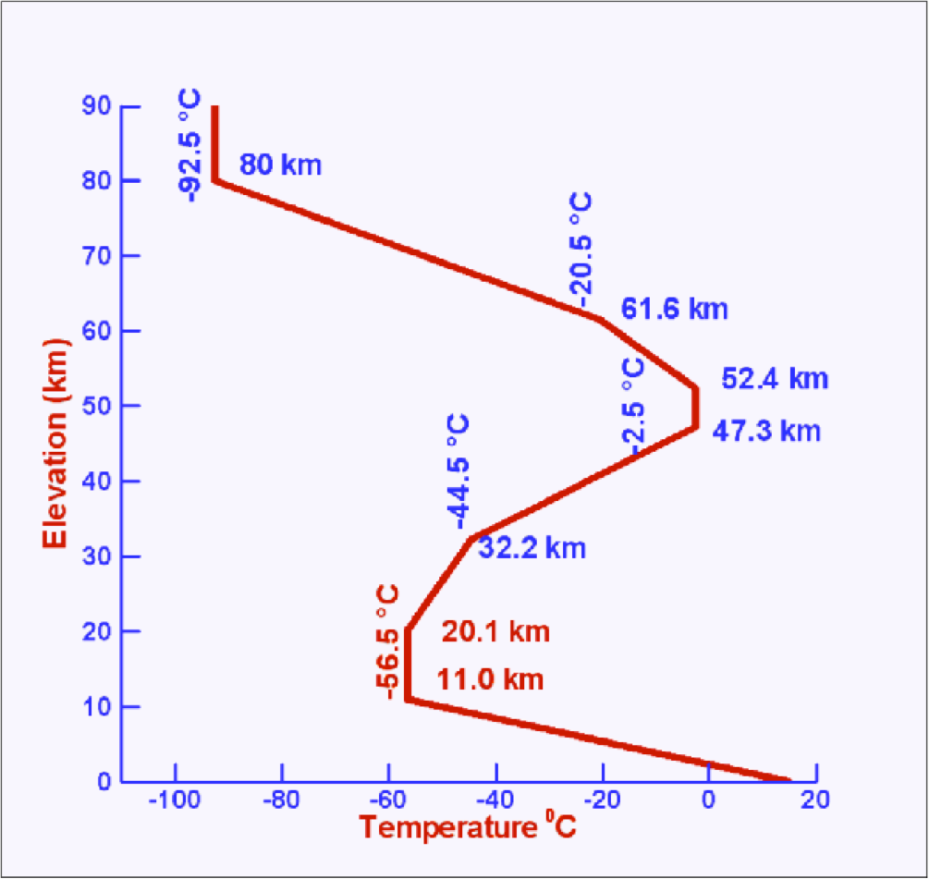 90
-92.5 °C
80 km
80
-20.5 °C
70
61.6 km
60
-2.5 °C
52.4 km
50
47.3 km
-44.5 °C
Elevation (km)
40
32.2 km
30
-56.5 °C
20.1 km
20
11.0 km
10
0
-100 -80 -60 -40 -20 0 20
Temperature ⁰C